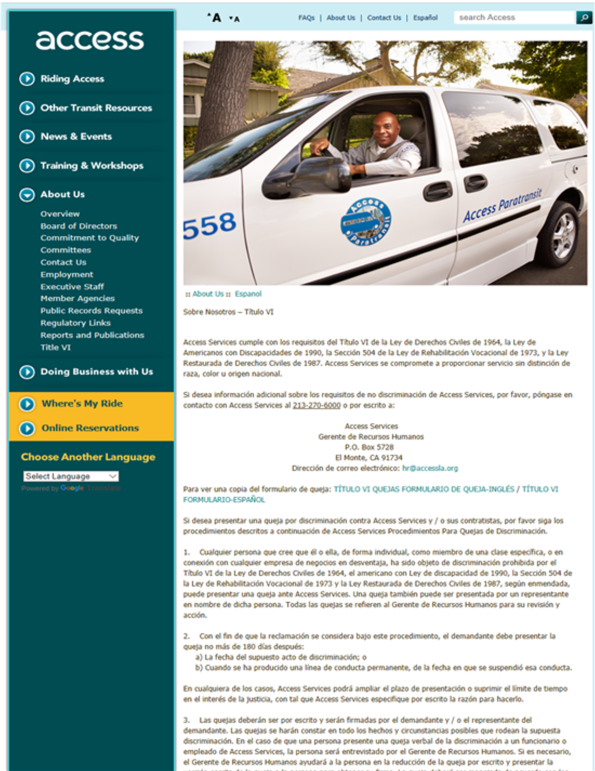 access
Riding Access
Other Transit Resources
News & Events
Training & Workshops
About Us
Overview
Board of Directors
Commitment to Quality
Committees
Contact Us
Employment
Executive Staff
Member Agencies
Public Records Requests
Regulatory Links
Reports and Publications
Title VI
Doing Business with Us
Where's My Ride
Online Reservations
Choose Another Language
Select Language
Powered by Google
A A
FAQs | About Us | Contact Us | Español
search Access
558
Access Paratransit
Access Paratransit
:: About Us :: Espanol
Sobre Nosotros – Título VI
Access Services cumple con los requisitos del Título VI de la Ley de Derechos Civiles de 1964, la Ley de
Americanos con Discapacidades de 1990, la Sección 504 de la Ley de Rehabilitación Vocacional de 1973, y la Ley
Restaurada de Derechos Civiles de 1987. Access Services se compromete a proporcionar servicio sin distinción de
raza, color u origen nacional.
Si desea información adicional sobre los requisitos de no discriminación de Access Services, por favor, póngase en
contacto con Access Services al 213-270-6000 o por escrito a:
Access Services
Gerente de Recursos Humanos
P.O. Box 5728
El Monte, CA 91734
Dirección de correo electrónico: hr@accessla.org
Para ver una copia del formulario de queja: TÍTULO VI QUEJAS FORMULARIO DE QUEJA-INGLÉS / TÍTULO VI
FORMULARIO-ESPAÑOL
Si desea presentar una queja por discriminación contra Access Services y / o sus contratistas, por favor siga los
procedimientos descritos a continuación de Access Services Procedimientos Para Quejas de Discriminación.
1. Cualquier persona que cree que él o ella, de forma individual, como miembro de una clase específica, o en
conexión con cualquier empresa de negocios en desventaja, ha sido objeto de discriminación prohibida por el
Título VI de la Ley de Derechos Civiles de 1964, el americano con Ley de discapacidad de 1990, la Sección 504 de
la Ley de Rehabilitación Vocacional de 1973 y la Ley Restaurada de Derechos Civiles de 1987, según enmendada,
puede presentar una queja ante Access Services. Una queja también puede ser presentada por un representante
en nombre de dicha persona. Todas las quejas se refieren al Gerente de Recursos Humanos para su revisión y
acción.
2. Con el fin de que la reclamación se considera bajo este procedimiento, el demandante debe presentar la
queja no más de 180 días después:
a) La fecha del supuesto acto de discriminación; o
b) Cuando se ha producido una línea de conducta permanente, de la fecha en que se suspendió esa conducta.
En cualquiera de los casos, Access Services podrá ampliar el plazo de presentación o suprimir el límite de tiempo
en el interés de la justicia, con tal que Access Services especifique por escrito la razón para hacerlo.
3. Las quejas deberán ser por escrito y serán firmadas por el demandante y / o el representante del
demandante. Las quejas se harán constar en todo los hechos y circunstancias posibles que rodean la supuesta
discriminación. En el caso de que una persona presente una queja verbal de la discriminación a un funcionario o
empleado de Access Services, la persona será entrevistado por el Gerente de Recursos Humanos. Si es necesario,
el Gerente de Recursos Humanos ayudará a la persona en la reducción de la queja por escrito y presentar la